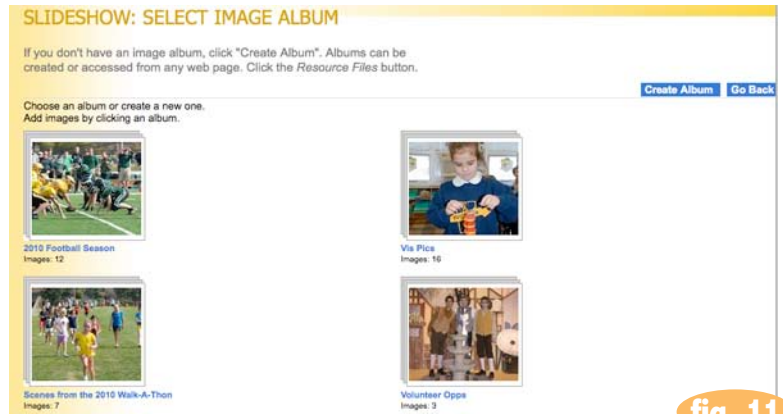 SLIDESHOW: SELECT IMAGE ALBUM
If you don't have an image album, click "Create Album". Albums can be
created or accessed from any web page. Click the Resource Files button.
Create Album Go Back
Choose an album or create a new one.
Add images by clicking an album.
2010 Football Season
Images: 12
Vis Pics
Images: 16
Scenes from the 2010 Walk-A-Thon
Images: 7
Volunteer Opps
Images: 3
fig. 11